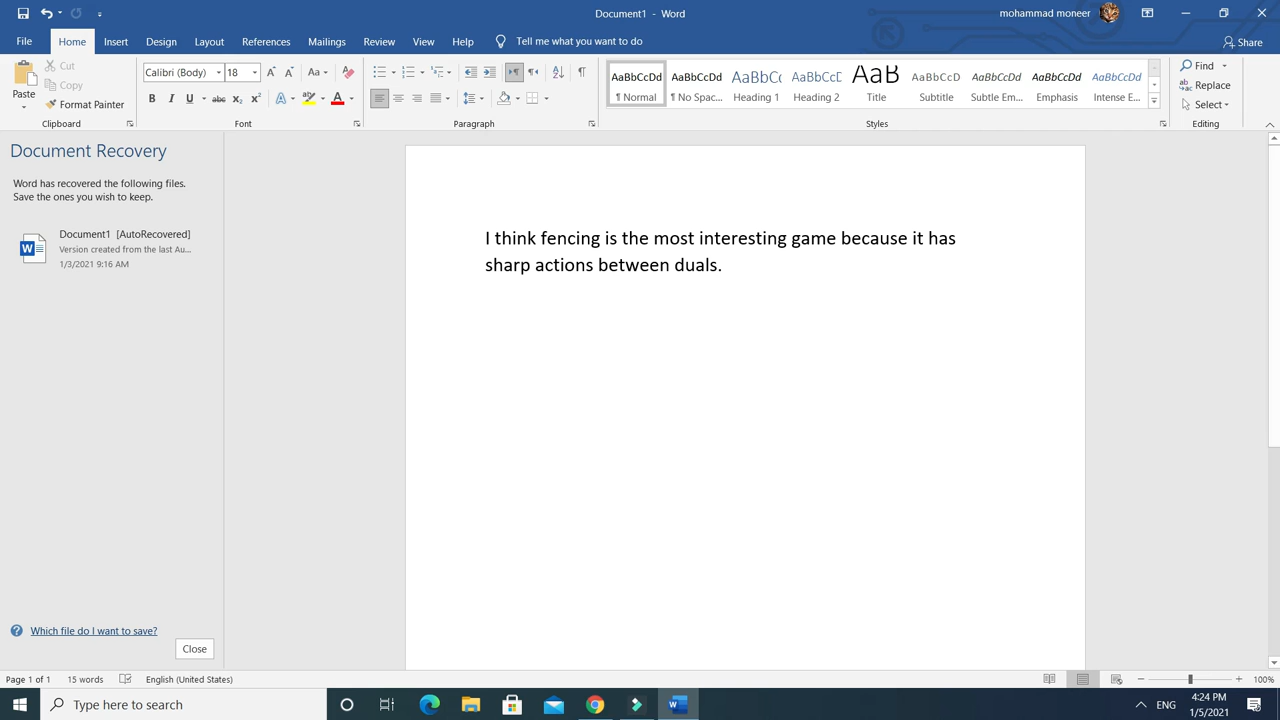 Document1 - Word
mohammad moneer
File Home Insert Design Layout References Mailings Review View Help Tell me what you want to do
Share
Paste
Cut
Copy
Format Painter
Clipboard
Calibri (Body) 18
Font
Paragraph
AaBbCcDd AaBbCcDd AaBbCc AaBbCcD AaB AaBbCcD AaBbCcDd AaBbCcDd AaBbCcDd
¶ Normal ¶ No Spac... Heading 1 Heading 2 Title Subtitle Subtle Em... Emphasis Intense E...
Styles
Find
Replace
Select
Editing
Document Recovery
Word has recovered the following files.
Save the ones you wish to keep.
Document1 [AutoRecovered]
Version created from the last Au...
1/3/2021 9:16 AM
Which file do I want to save?
Close
I think fencing is the most interesting game because it has
sharp actions between duals.
Page 1 of 1 15 words English (United States)
100%
Type here to search
ENG
4:24 PM
1/5/2021